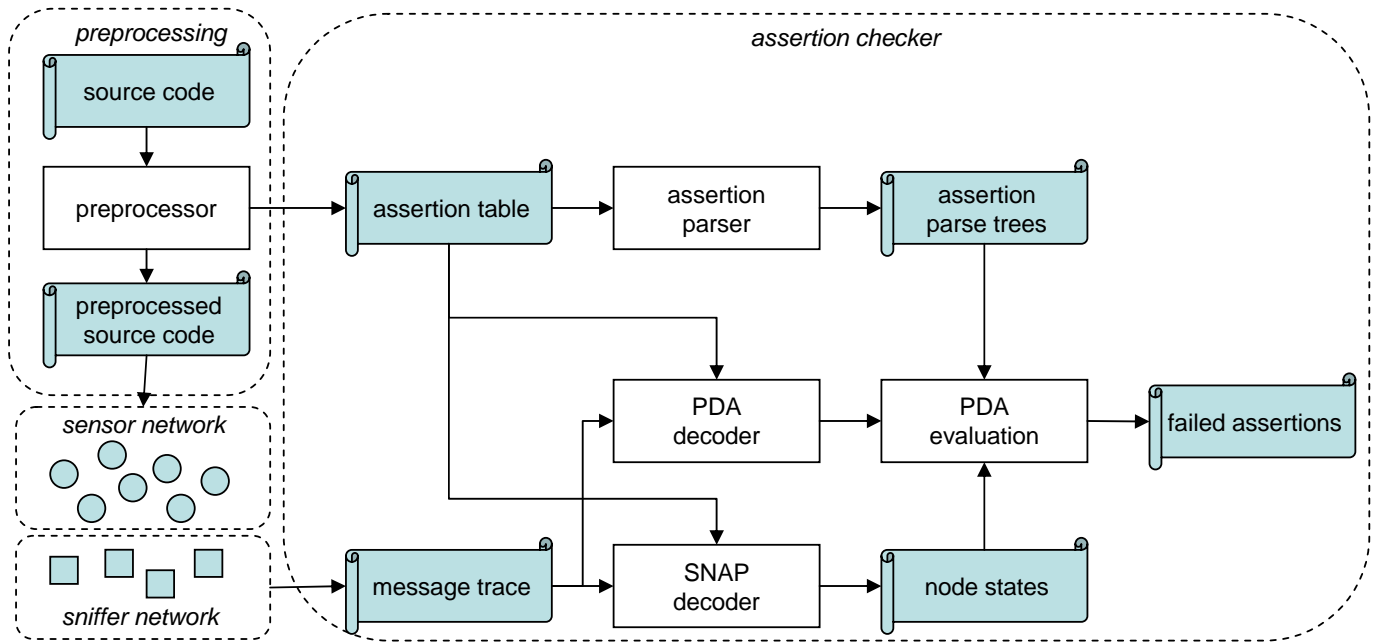 preprocessing
source code
preprocessor
preprocessed
source code
sensor network
sniffer network
assertion checker
assertion table
assertion
parser
assertion
parse trees
PDA
decoder
PDA
evaluation
failed assertions
message trace
SNAP
decoder
node states